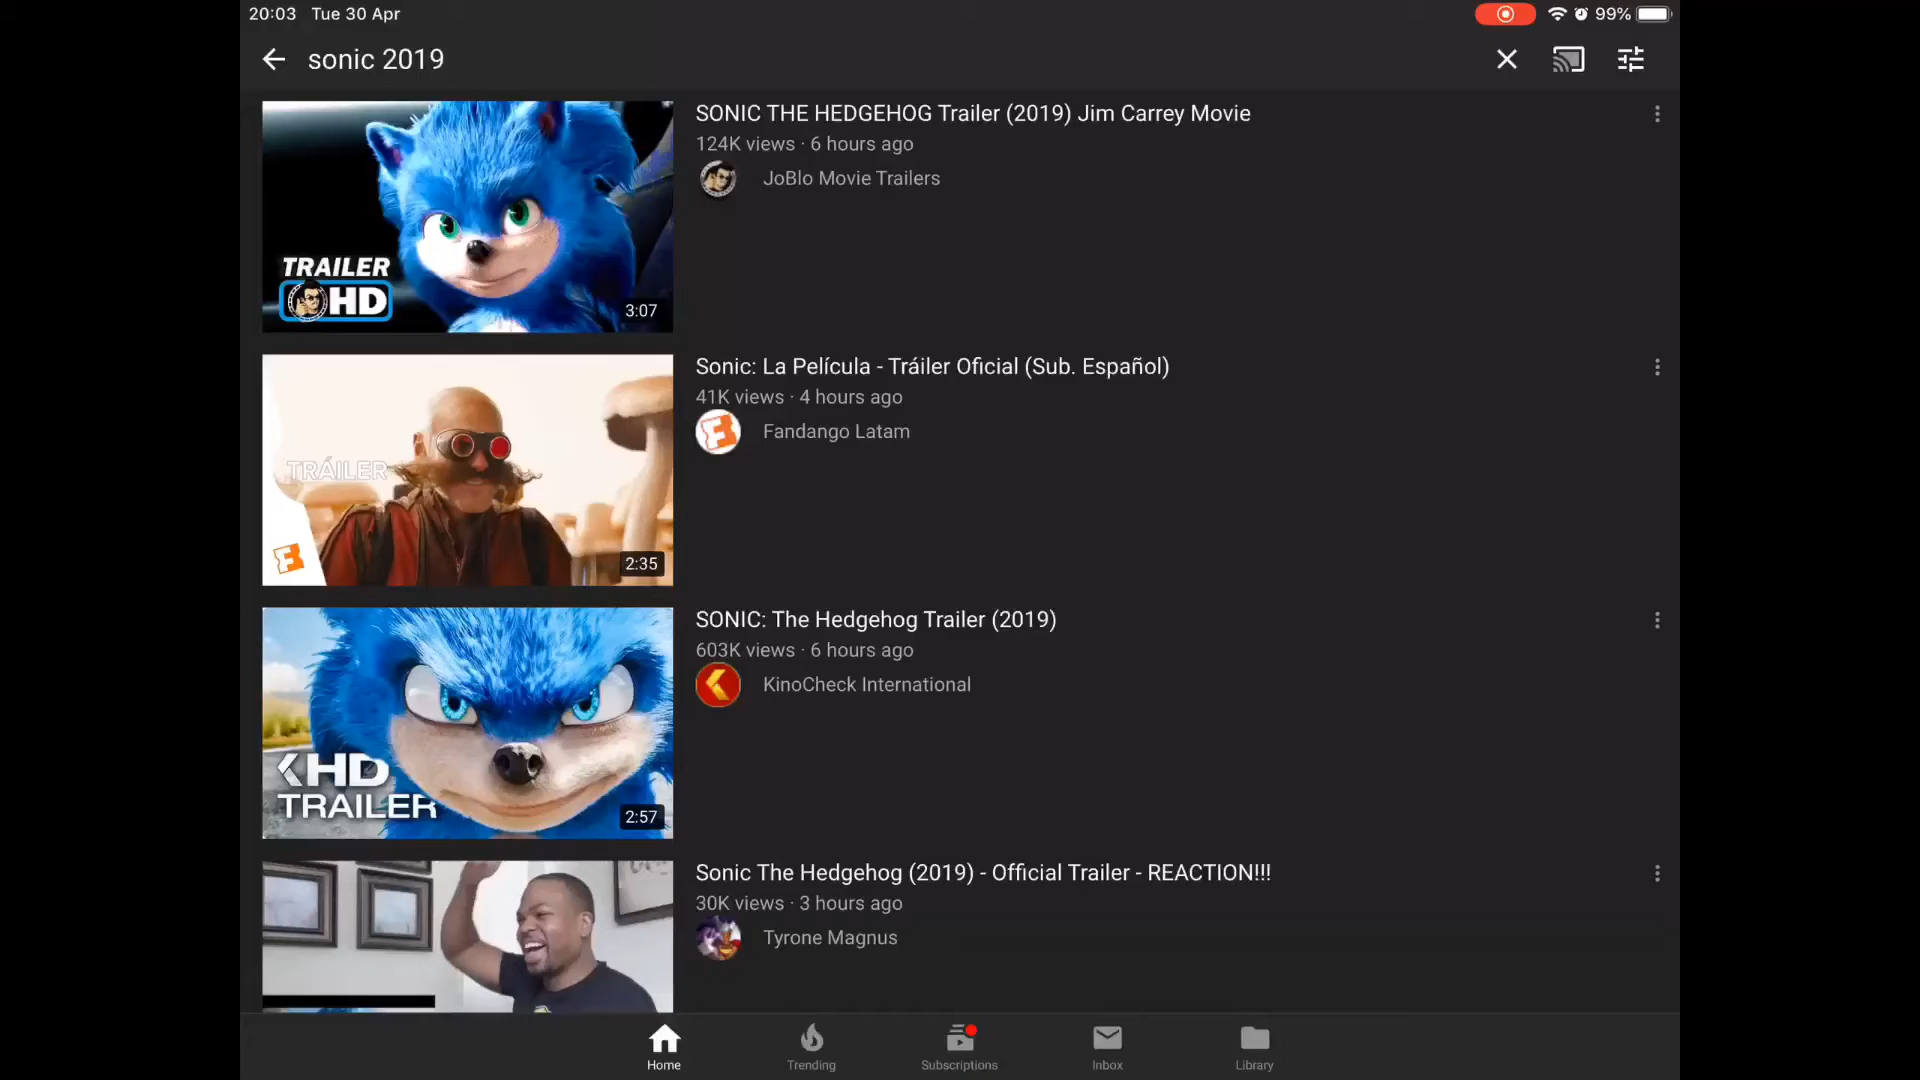 20:03 Tue 30 Apr
99%
sonic 2019
SONIC THE HEDGEHOG Trailer (2019) Jim Carrey Movie
124K views · 6 hours ago
JoBlo Movie Trailers
TRAILER
HD
3:07
Sonic: La Película - Tráiler Oficial (Sub. Español)
41K views · 4 hours ago
Fandango Latam
TRÁILER
2:35
SONIC: The Hedgehog Trailer (2019)
603K views · 6 hours ago
KinoCheck International
HD
TRAILER
2:57
Sonic The Hedgehog (2019) - Official Trailer - REACTION!!!
30K views · 3 hours ago
Tyrone Magnus
Home
Trending
Subscriptions
Inbox
Library